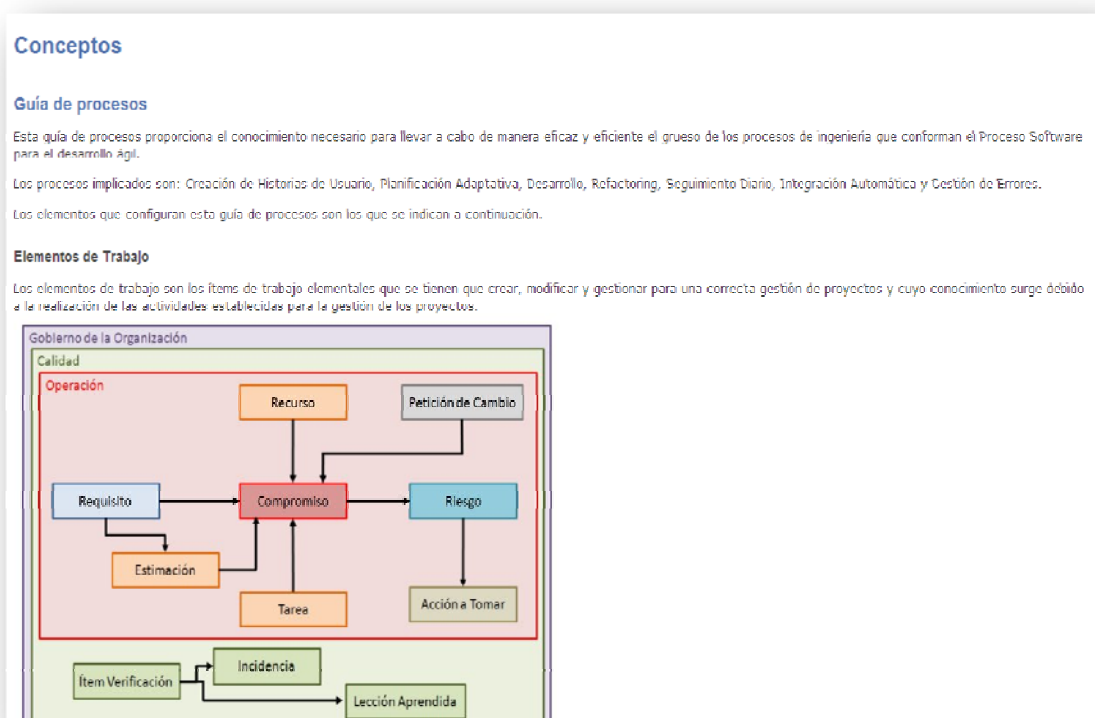 Conceptos
Guía de procesos
Esta guía de procesos proporciona el conocimiento necesario para llevar a cabo de manera eficaz y eficiente el grueso de los procesos de ingeniería que conforman el Proceso Software
para el desarrollo ágil.
Los procesos implicados son: Creación de Historias de Usuario, Planificación Adaptativa, Desarrollo, Refactoring, Seguimiento Diario, Integración Automática y Gestión de Errores.
Los elementos que configuran esta guía de procesos son los que se indican a continuación.
Elementos de Trabajo
Los elementos de trabajo son los ítems de trabajo elementales que se tienen que crear, modificar y gestionar para una correcta gestión de proyectos y cuyo conocimiento surge debido
a la realización de las actividades establecidas para la gestión de los proyectos.
Gobierno de la Organización
Calidad
Operación
Recurso
Petición de Cambio
Requisito
Compromiso
Riesgo
Estimación
Tarea
Acción a Tomar
Incidencia
Ítem Verificación
Lección Aprendida